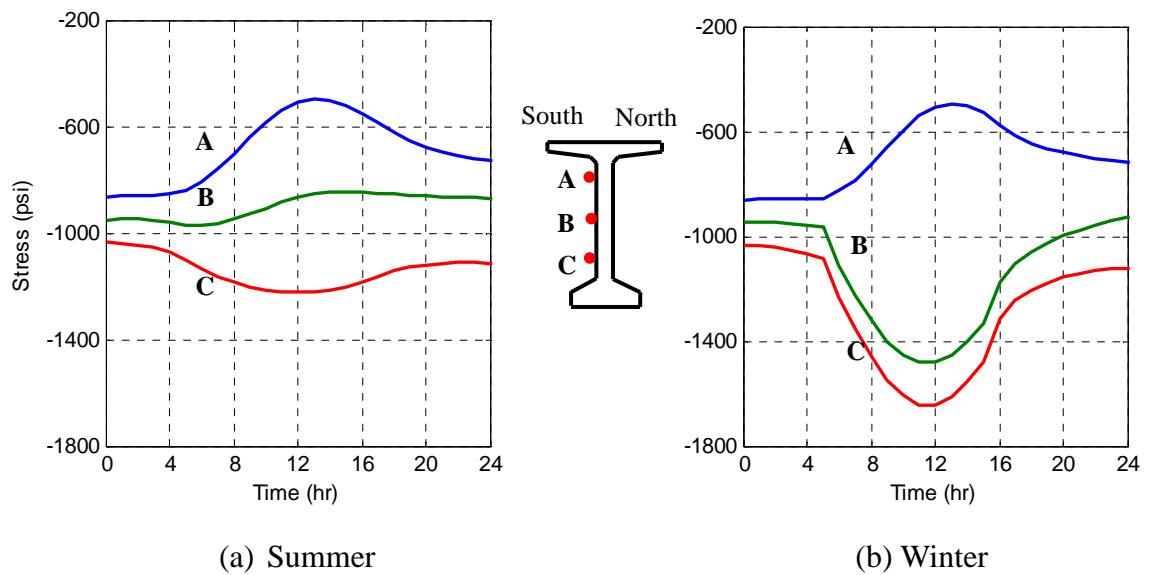 -200
-600
-1000
-1400
-1800
Stress (psi)
A
B
C
0 4 8 12 16 20 24
Time (hr)
(a) Summer
South North
A
B
C
-200
-600
-1000
-1400
-1800
A
B
C
0 4 8 12 16 20 24
Time (hr)
(b) Winter